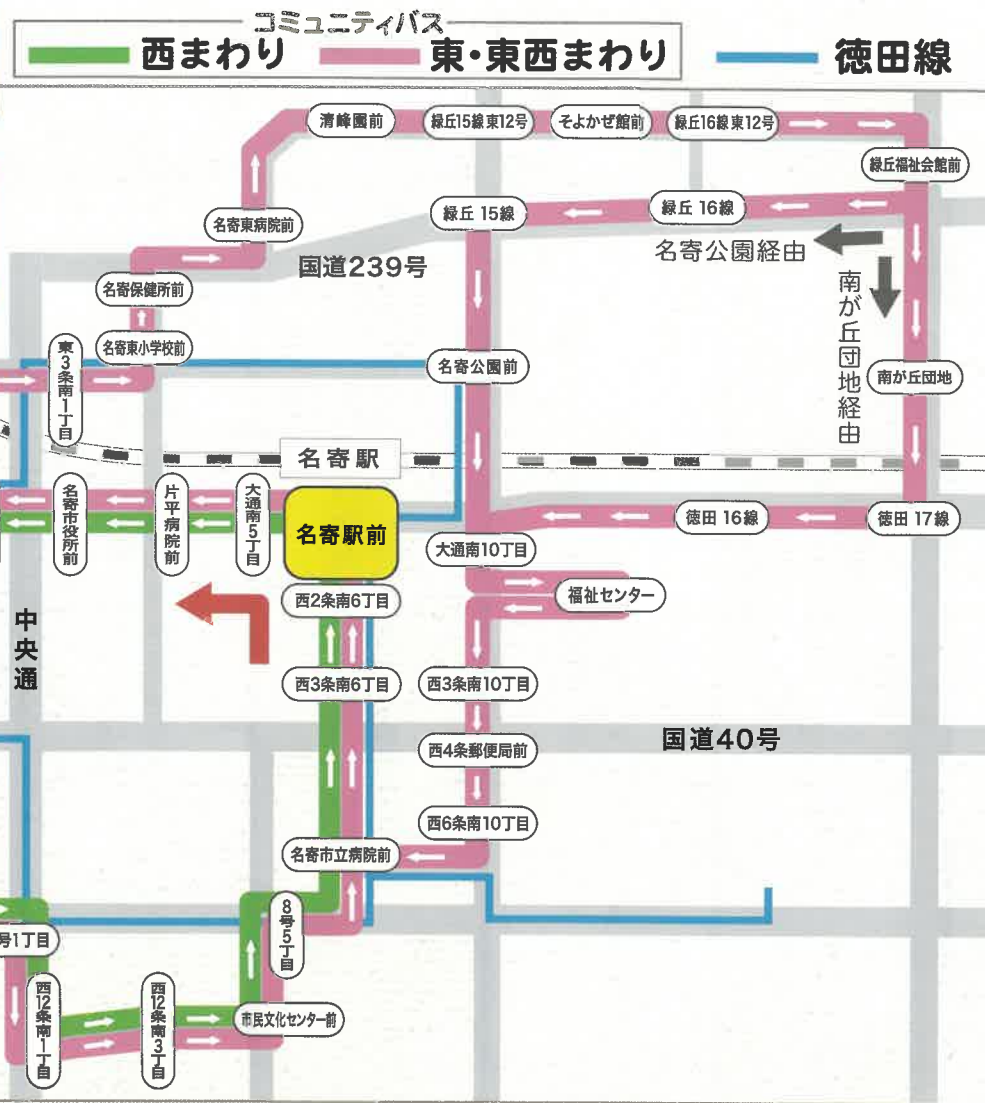 コミュニティバス
西まわり
東・東西まわり
徳田線
清峰園前
緑丘15線東12号
そよかぜ館前
緑丘16線東12号
緑丘福祉会館前
名寄東病院前
緑丘 15線
緑丘 16線
名寄公園経由
国道239号
名寄保健所前
南が丘団地経由
名寄東小学校前
東3条南1丁目
名寄公園前
南が丘団地
名寄駅
名寄市役所前
片平病院前
大通南5丁目
名寄駅前
徳田 16線
徳田 17線
大通南10丁目
福祉センター
西2条南6丁目
中央通
西3条南6丁目
西3条南10丁目
国道40号
西4条郵便局前
西6条南10丁目
名寄市立病院前
8号5丁目
号1丁目
西12条南1丁目
西12条南3丁目
市民文化センター前